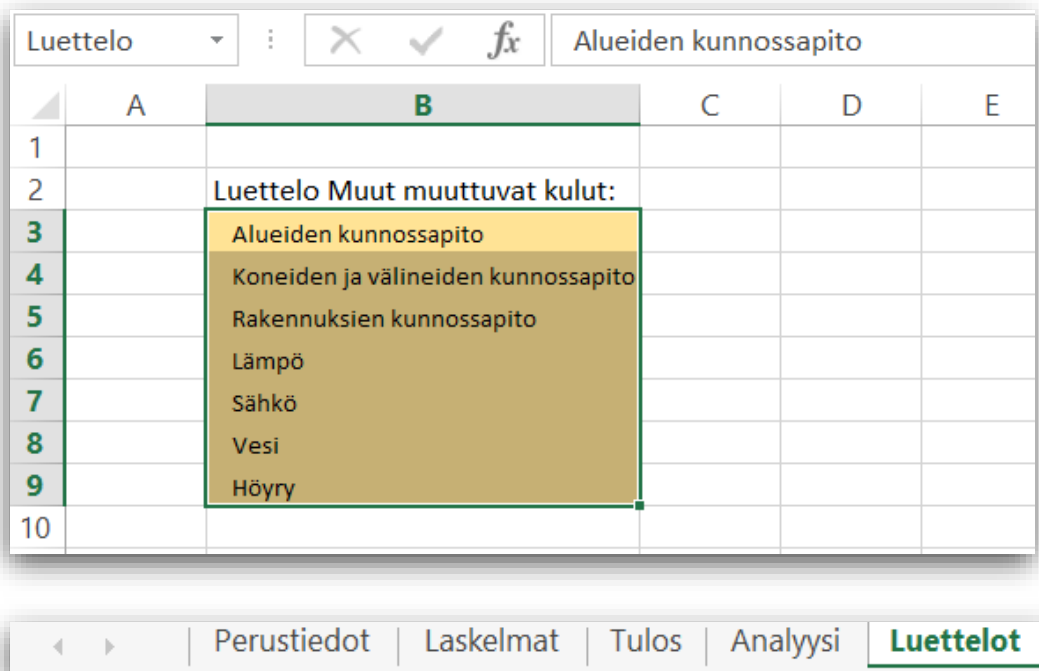 Luettelo fx Alueiden kunnossapito
A B C D E
1
2 Luettelo Muut muuttuvat kulut:
3 Alueiden kunnossapito
4 Koneiden ja välineiden kunnossapito
5 Rakennuksien kunnossapito
6 Lämpö
7 Sähkö
8 Vesi
9 Höyry
10
Perustiedot Laskelmat Tulos Analyysi Luettelot